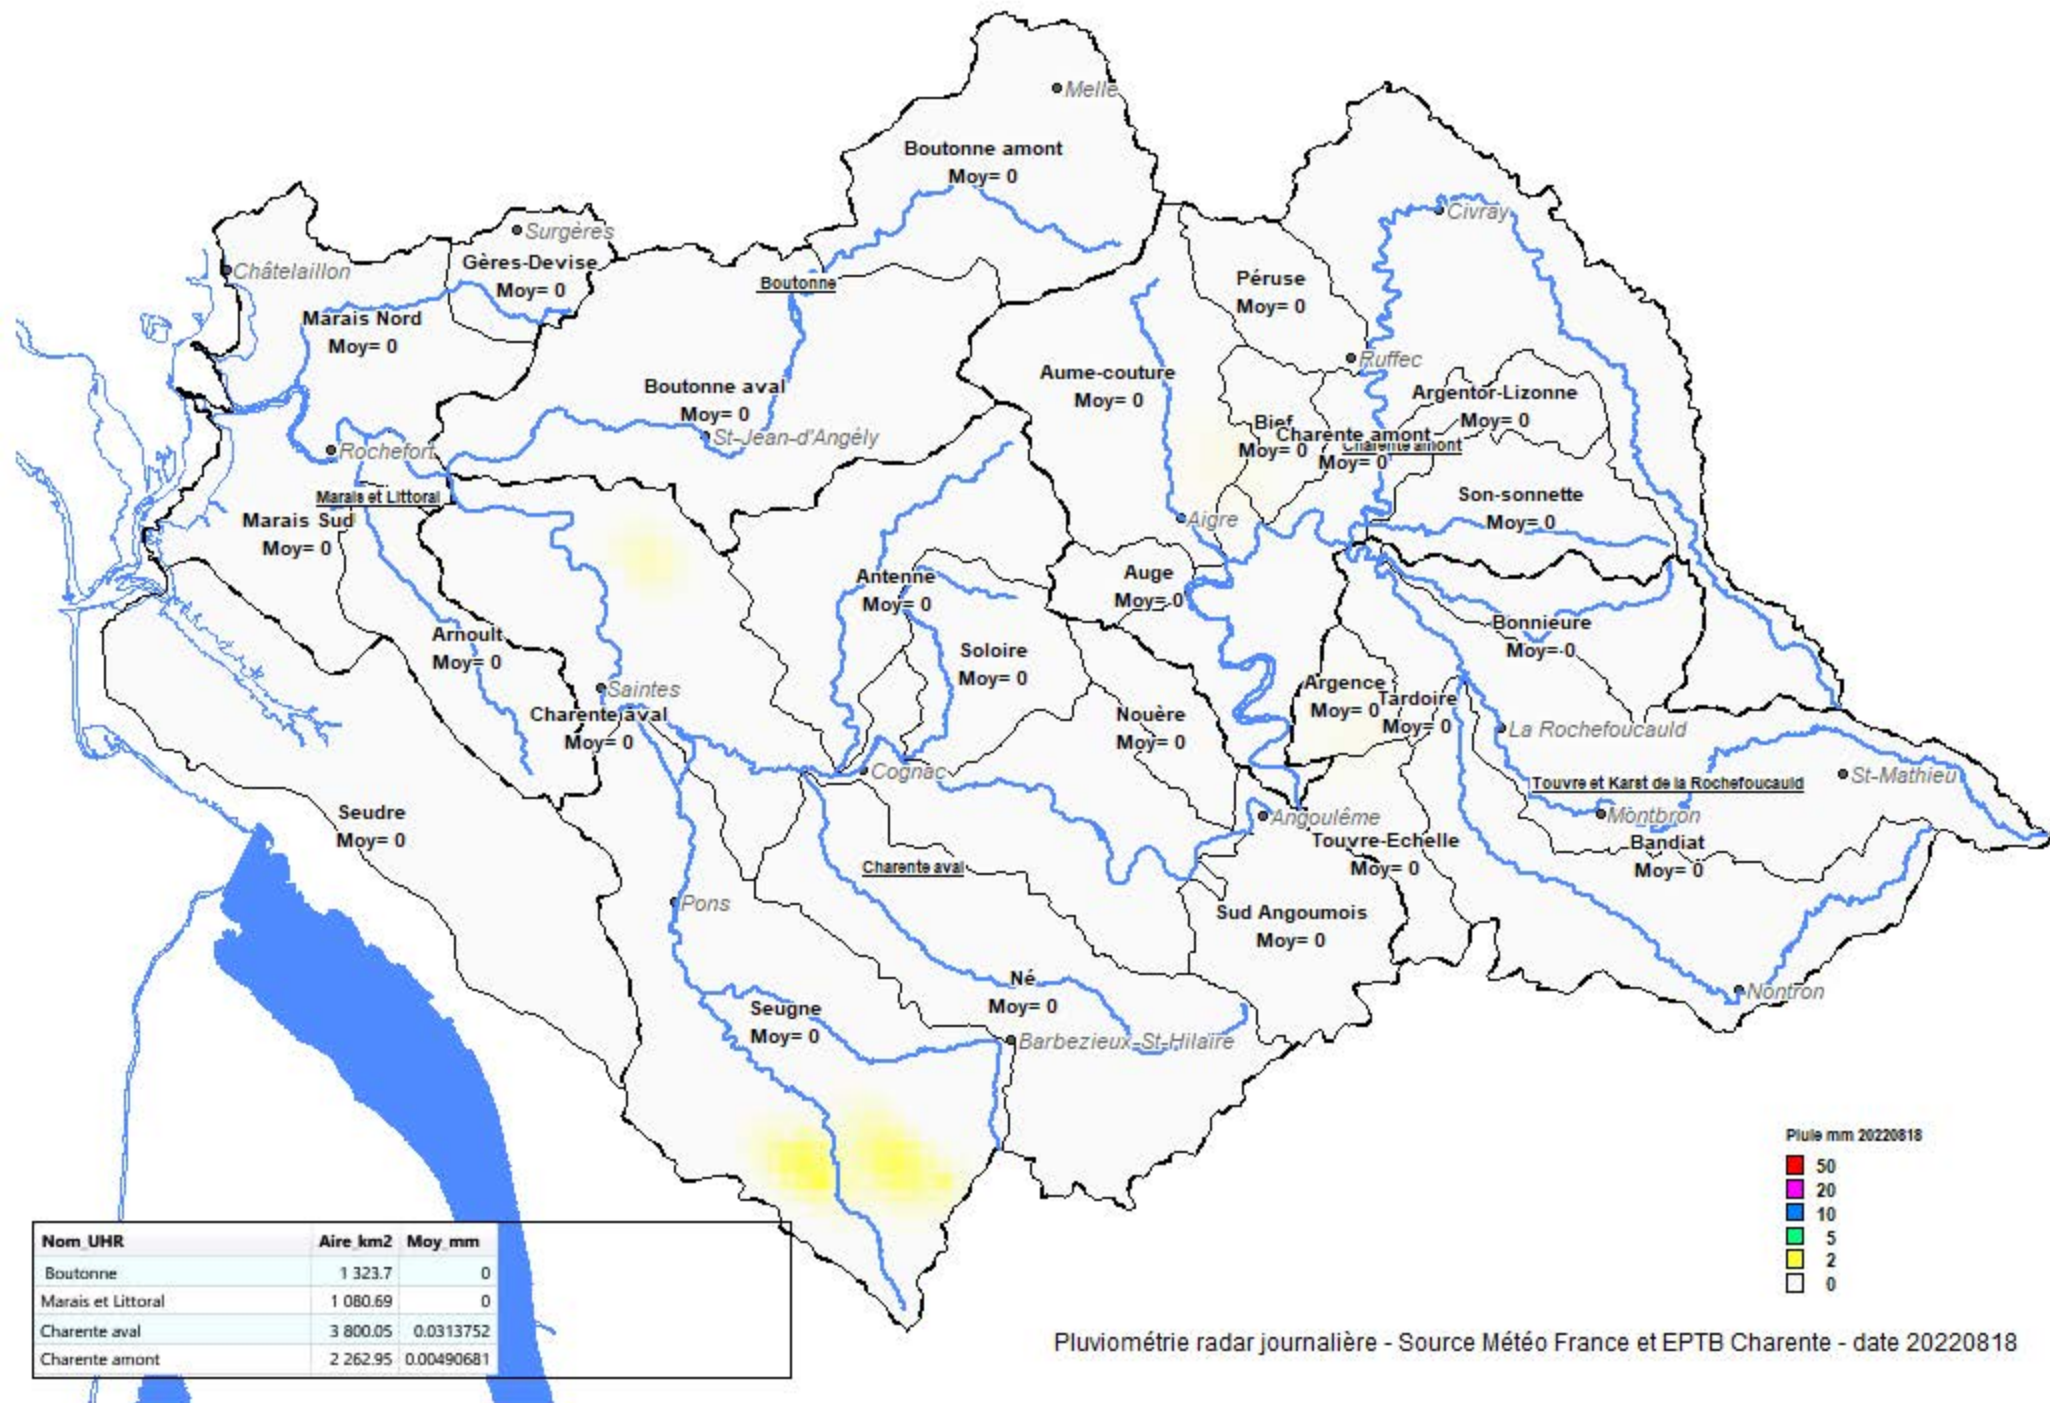 Melle
Boutonne amont
Moy= 0
Civray
Surgères
Châtelaillon
Gères-Devise
Moy= 0
Boutonne
Péruse
Moy= 0
Marais Nord
Moy= 0
Ruffec
Boutonne aval
Moy= 0
Aume-couture
Moy= 0
Argentor-Lizonne
Moy= 0
Bief
Moy= 0
Charente amont
Moy= 0
Charente amont
St-Jean-d'Angély
Rochefort
Marais et Littoral
Marais Sud
Moy= 0
Son-sonnette
Moy= 0
Aigre
Antenne
Moy= 0
Auge
Moy= 0
Bonnieure
Moy= 0
Arnoult
Moy= 0
Soloire
Moy= 0
Saintes
Charente aval
Moy= 0
Nouère
Moy= 0
Argence
Moy= 0
Tardoire
Moy= 0
La Rochefoucauld
Cognac
Touvre et Karst de la Rochefoucauld
St-Mathieu
Seudre
Moy= 0
Angoulême
Montbron
Touvre-Echelle
Moy= 0
Bandiat
Moy= 0
Charente aval
Pons
Sud Angoumois
Moy= 0
Né
Moy= 0
Nontron
Seugne
Moy= 0
Barbezieux-St-Hilaire
Pluie mm 20220818
50
20
10
5
2
0
Nom_UHR Aire_km2 Moy_mm
Boutonne 1 323.7 0
Marais et Littoral 1 080.69 0
Charente aval 3 800.05 0.0313752
Charente amont 2 262.95 0.00490681
Pluviométrie radar journalière - Source Météo France et EPTB Charente - date 20220818